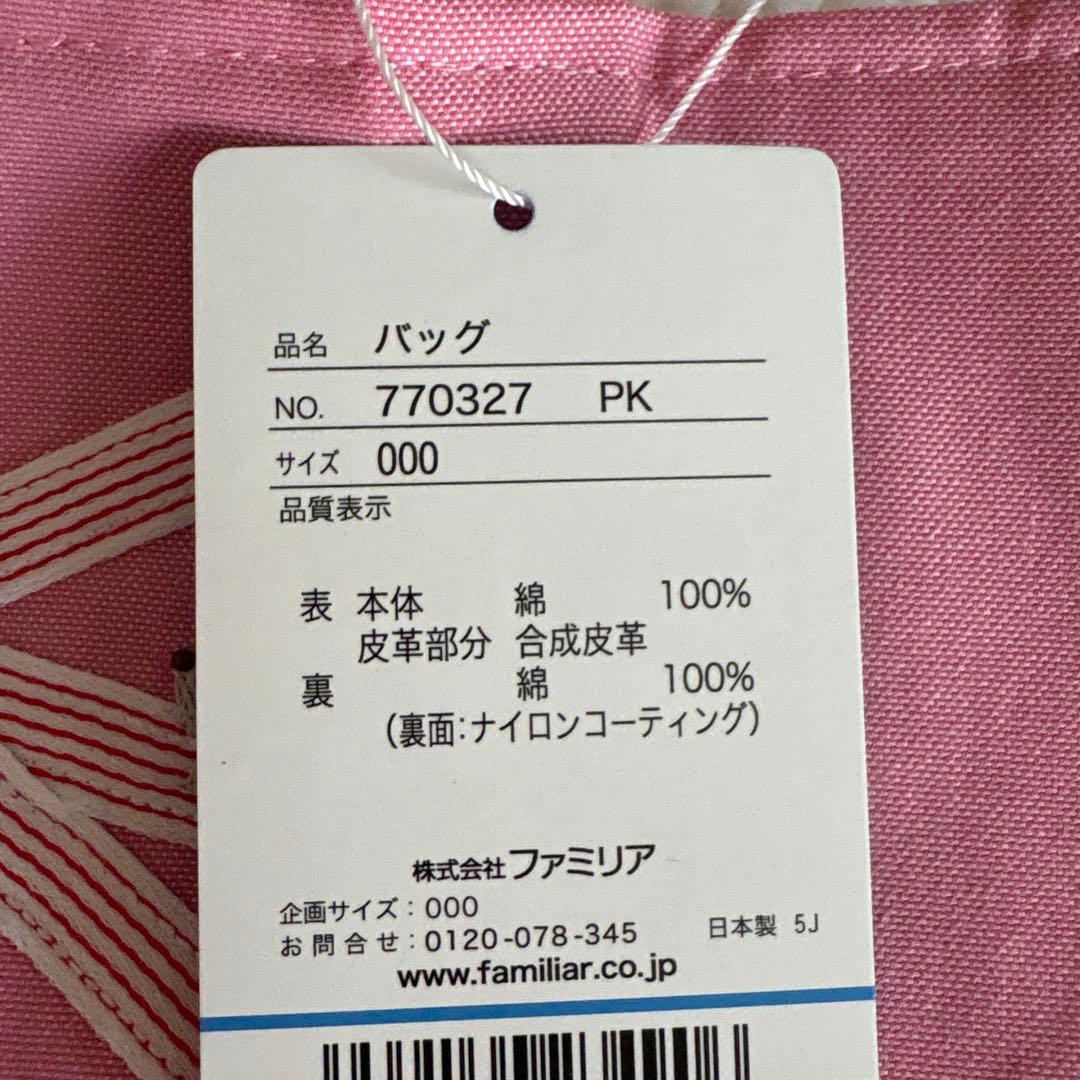 品名 バッグ
NO. 770327 PK
サイズ 000
品質表示
表 本体 綿 100%
皮革部分 合成皮革
裏 綿 100%
(裏面:ナイロンコーティング)
株式会社ファミリア
企画サイズ:000
お問合せ:0120-078-345
日本製 5J
www.familiar.co.jp